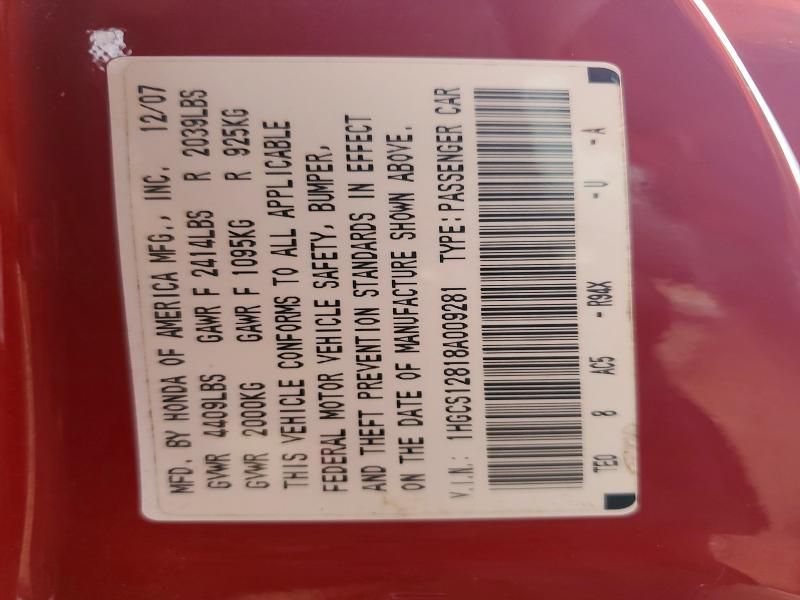 MFD. BY HONDA OF AMERICA MFG., INC. 12/07
GVWR 4409LBS GAWR F 2414LBS R 2039LBS
GVWR 2000KG GAWR F 1095KG R 925KG
THIS VEHICLE CONFORMS TO ALL APPLICABLE
FEDERAL MOTOR VEHICLE SAFETY, BUMPER,
AND THEFT PREVENTION STANDARDS IN EFFECT
ON THE DATE OF MANUFACTURE SHOWN ABOVE.
V.I.N.: 1HGCS12818A009281 TYPE:PASSENGER CAR
TE0 8 AC5 - R94X -U -A